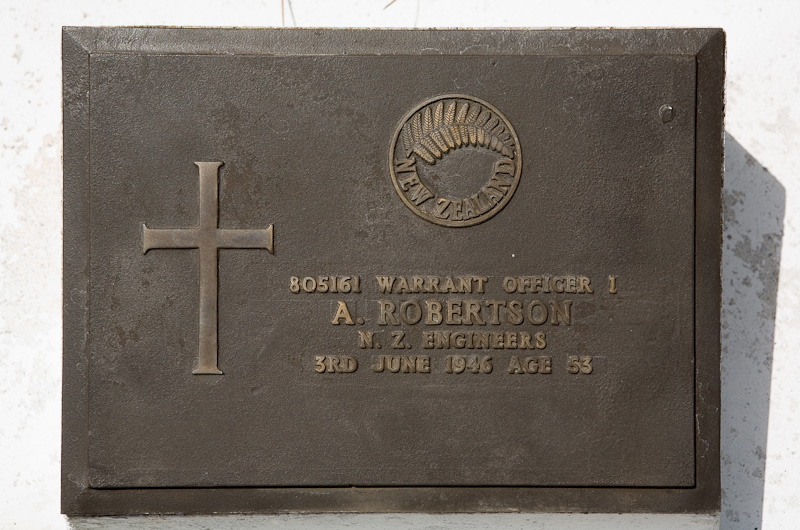 NEW ZEALAND
805161 WARRANT OFFICER 1
A. ROBERTSON
N. Z. ENGINEERS
3RD JUNE 1946 AGE 53